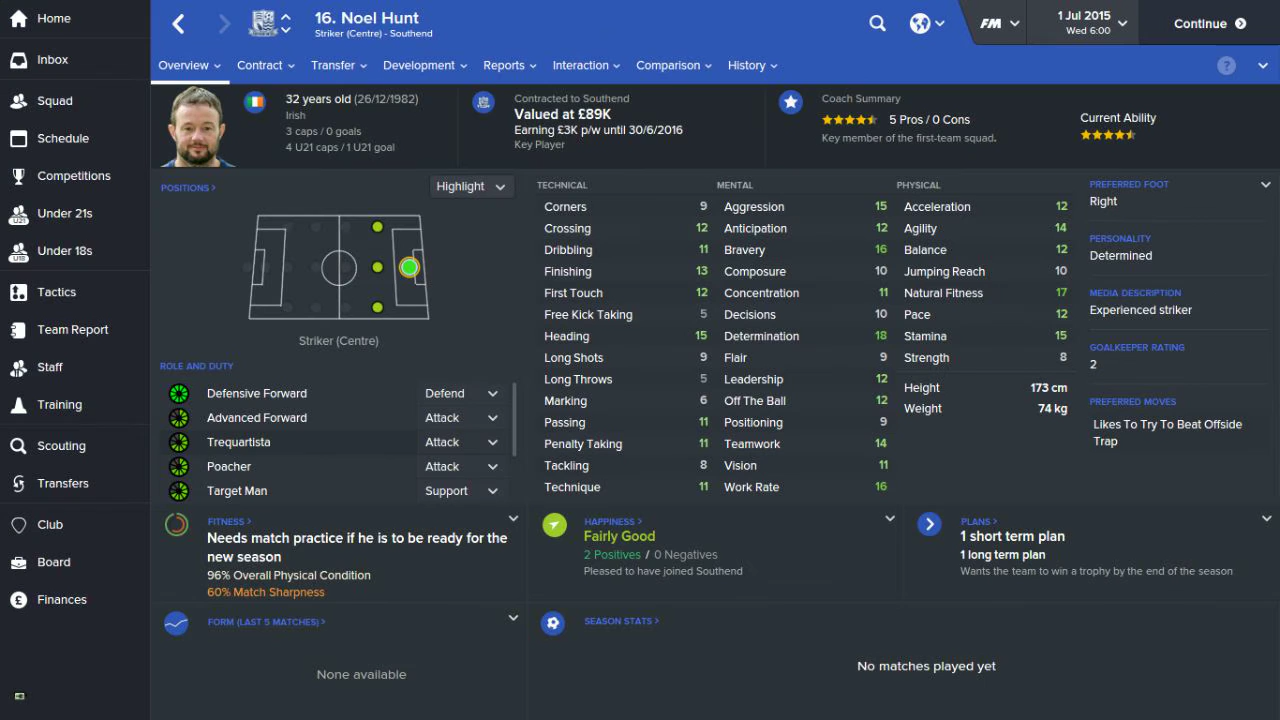 Home
Inbox
Squad
Schedule
Competitions
Under 21s
Under 18s
Tactics
Team Report
Staff
Training
Scouting
Transfers
Club
Board
Finances
16. Noel Hunt
Striker (Centre) - Southend
FM
1 Jul 2015
Wed 6:00
Continue
Overview
Contract
Transfer
Development
Reports
Interaction
Comparison
History
?
32 years old (26/12/1982)
Irish
3 caps / 0 goals
4 U21 caps / 1 U21 goal
Contracted to Southend
Valued at £89K
Earning £3K p/w until 30/6/2016
Key Player
Coach Summary
5 Pros / 0 Cons
Key member of the first-team squad.
Current Ability
POSITIONS >
Highlight
Striker (Centre)
ROLE AND DUTY
Defensive Forward Defend
Advanced Forward Attack
Trequartista Attack
Poacher Attack
Target Man Support
TECHNICAL
Corners 9
Crossing 12
Dribbling 11
Finishing 13
First Touch 12
Free Kick Taking 5
Heading 15
Long Shots 9
Long Throws 5
Marking 6
Passing 11
Penalty Taking 11
Tackling 8
Technique 11
MENTAL
Aggression 15
Anticipation 12
Bravery 16
Composure 10
Concentration 11
Decisions 10
Determination 18
Flair 9
Leadership 12
Off The Ball 12
Positioning 9
Teamwork 14
Vision 11
Work Rate 16
PHYSICAL
Acceleration 12
Agility 14
Balance 12
Jumping Reach 10
Natural Fitness 17
Pace 12
Stamina 15
Strength 8
Height 173 cm
Weight 74 kg
PREFERRED FOOT
Right
PERSONALITY
Determined
MEDIA DESCRIPTION
Experienced striker
GOALKEEPER RATING
2
PREFERRED MOVES
Likes To Try To Beat Offside
Trap
FITNESS >
Needs match practice if he is to be ready for the
new season
96% Overall Physical Condition
60% Match Sharpness
HAPPINESS >
Fairly Good
2 Positives / 0 Negatives
Pleased to have joined Southend
PLANS >
1 short term plan
1 long term plan
Wants the team to win a trophy by the end of the season
FORM (LAST 5 MATCHES) >
None available
SEASON STATS >
No matches played yet